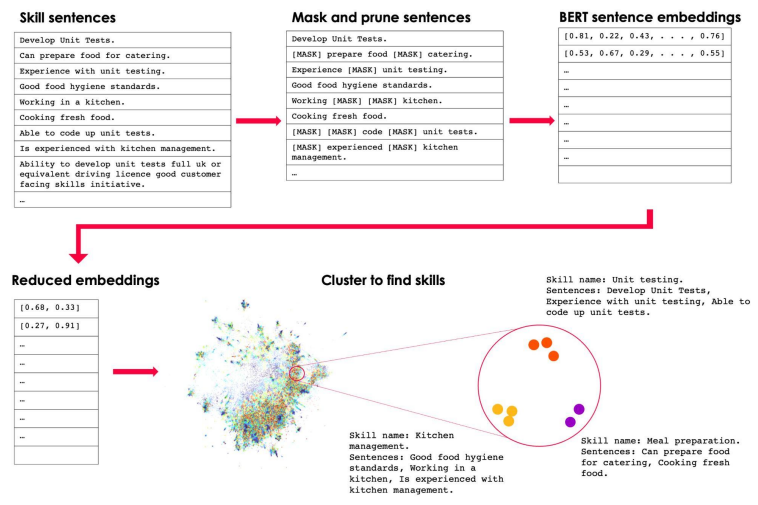 Skill sentences
Develop Unit Tests.
Can prepare food for catering.
Experience with unit testing.
Good food hygiene standards.
Working in a kitchen.
Cooking fresh food.
Able to code up unit tests.
Is experienced with kitchen management.
Ability to develop unit tests full uk or
equivalent driving licence good customer
facing skills initiative.
…
Mask and prune sentences
Develop Unit Tests.
[MASK] prepare food [MASK] catering.
Experience [MASK] unit testing.
Good food hygiene standards.
Working [MASK] [MASK] kitchen.
Cooking fresh food.
[MASK] [MASK] code [MASK] unit tests.
[MASK] experienced [MASK] kitchen
management.
…
BERT sentence embeddings
[0.81, 0.22, 0.43, . . . , 0.76]
[0.53, 0.67, 0.29, . . . , 0.55]
…
…
…
…
…
…
Reduced embeddings
[0.68, 0.33]
[0.27, 0.91]
…
…
…
…
…
…
Cluster to find skills
Skill name: Unit testing.
Sentences: Develop Unit Tests,
Experience with unit testing, Able to
code up unit tests.
Skill name: Kitchen
management.
Sentences: Good food hygiene
standards, Working in a
kitchen, Is experienced with
kitchen management.
Skill name: Meal preparation.
Sentences: Can prepare food
for catering, Cooking fresh
food.